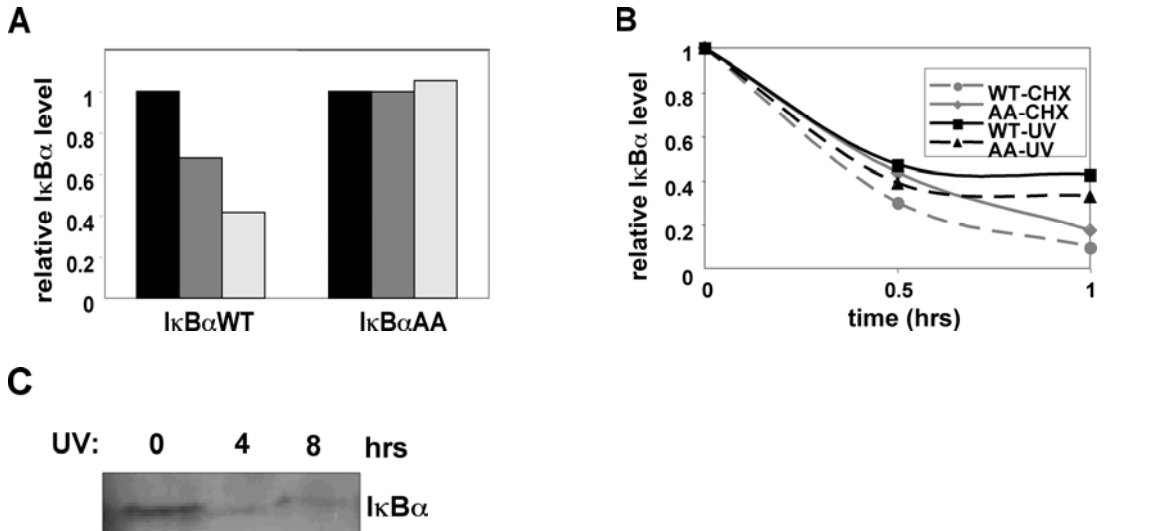 A
relative IκBα level
1
0.8
0.6
0.4
0.2
0
IκBαWT
IκBαAA
B
relative IκBα level
1
0.8
0.6
0.4
0.2
0
WT-CHX
AA-CHX
WT-UV
AA-UV
0 0.5 1
time (hrs)
C
UV: 0 4 8 hrs
IκBα